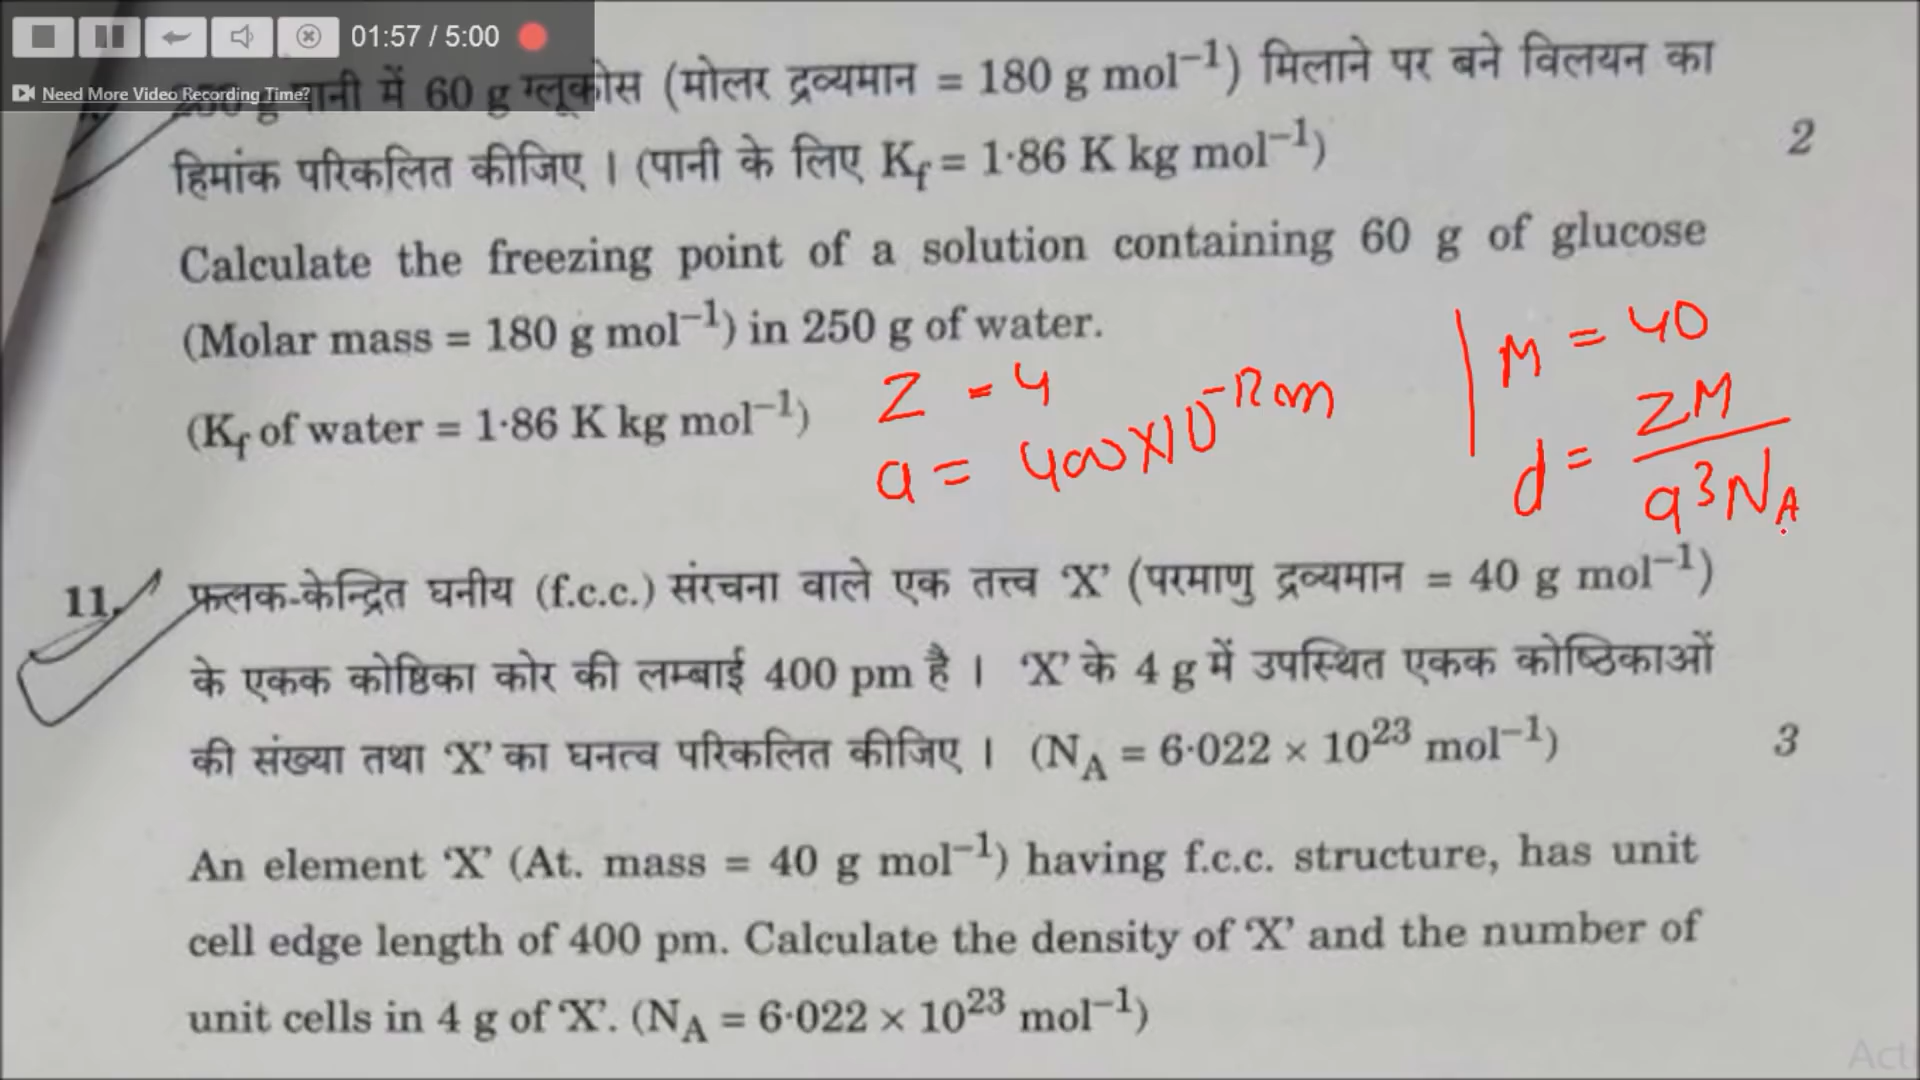 01:57 / 5:00
Need More Video Recording Time?
पानी में 60 g ग्लूकोस (मोलर द्रव्यमान = 180 g mol⁻¹) मिलाने पर बने विलयन का
हिमांक परिकलित कीजिए । (पानी के लिए K_f = 1·86 K kg mol⁻¹)
2
Calculate the freezing point of a solution containing 60 g of glucose
(Molar mass = 180 g mol⁻¹) in 250 g of water.
(K_f of water = 1·86 K kg mol⁻¹)
Z = 4
a = 400×10⁻¹²m
M = 40
d = ZM
a³N_A
11. फलक-केन्द्रित घनीय (f.c.c.) संरचना वाले एक तत्त्व 'X' (परमाणु द्रव्यमान = 40 g mol⁻¹)
के एकक कोष्ठिका कोर की लम्बाई 400 pm है । 'X' के 4 g में उपस्थित एकक कोष्ठिकाओं
की संख्या तथा 'X' का घनत्व परिकलित कीजिए । (N_A = 6·022 × 10²³ mol⁻¹)
3
An element 'X' (At. mass = 40 g mol⁻¹) having f.c.c. structure, has unit
cell edge length of 400 pm. Calculate the density of 'X' and the number of
unit cells in 4 g of 'X'. (N_A = 6·022 × 10²³ mol⁻¹)